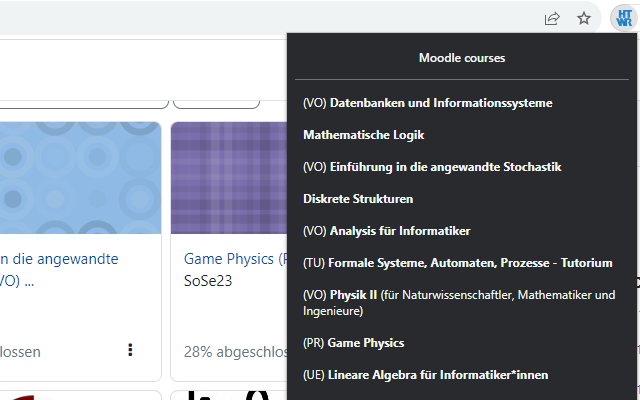 HT
WR
Moodle courses
(VO) Datenbanken und Informationssysteme
Mathematische Logik
(VO) Einführung in die angewandte Stochastik
Diskrete Strukturen
(VO) Analysis für Informatiker
(TU) Formale Systeme, Automaten, Prozesse - Tutorium
(VO) Physik II (für Naturwissenschaftler, Mathematiker und
Ingenieure)
(PR) Game Physics
(UE) Lineare Algebra für Informatiker*innen
n die angewandte
VO) ...
lossen
Game Physics (P
SoSe23
28% abgeschlos